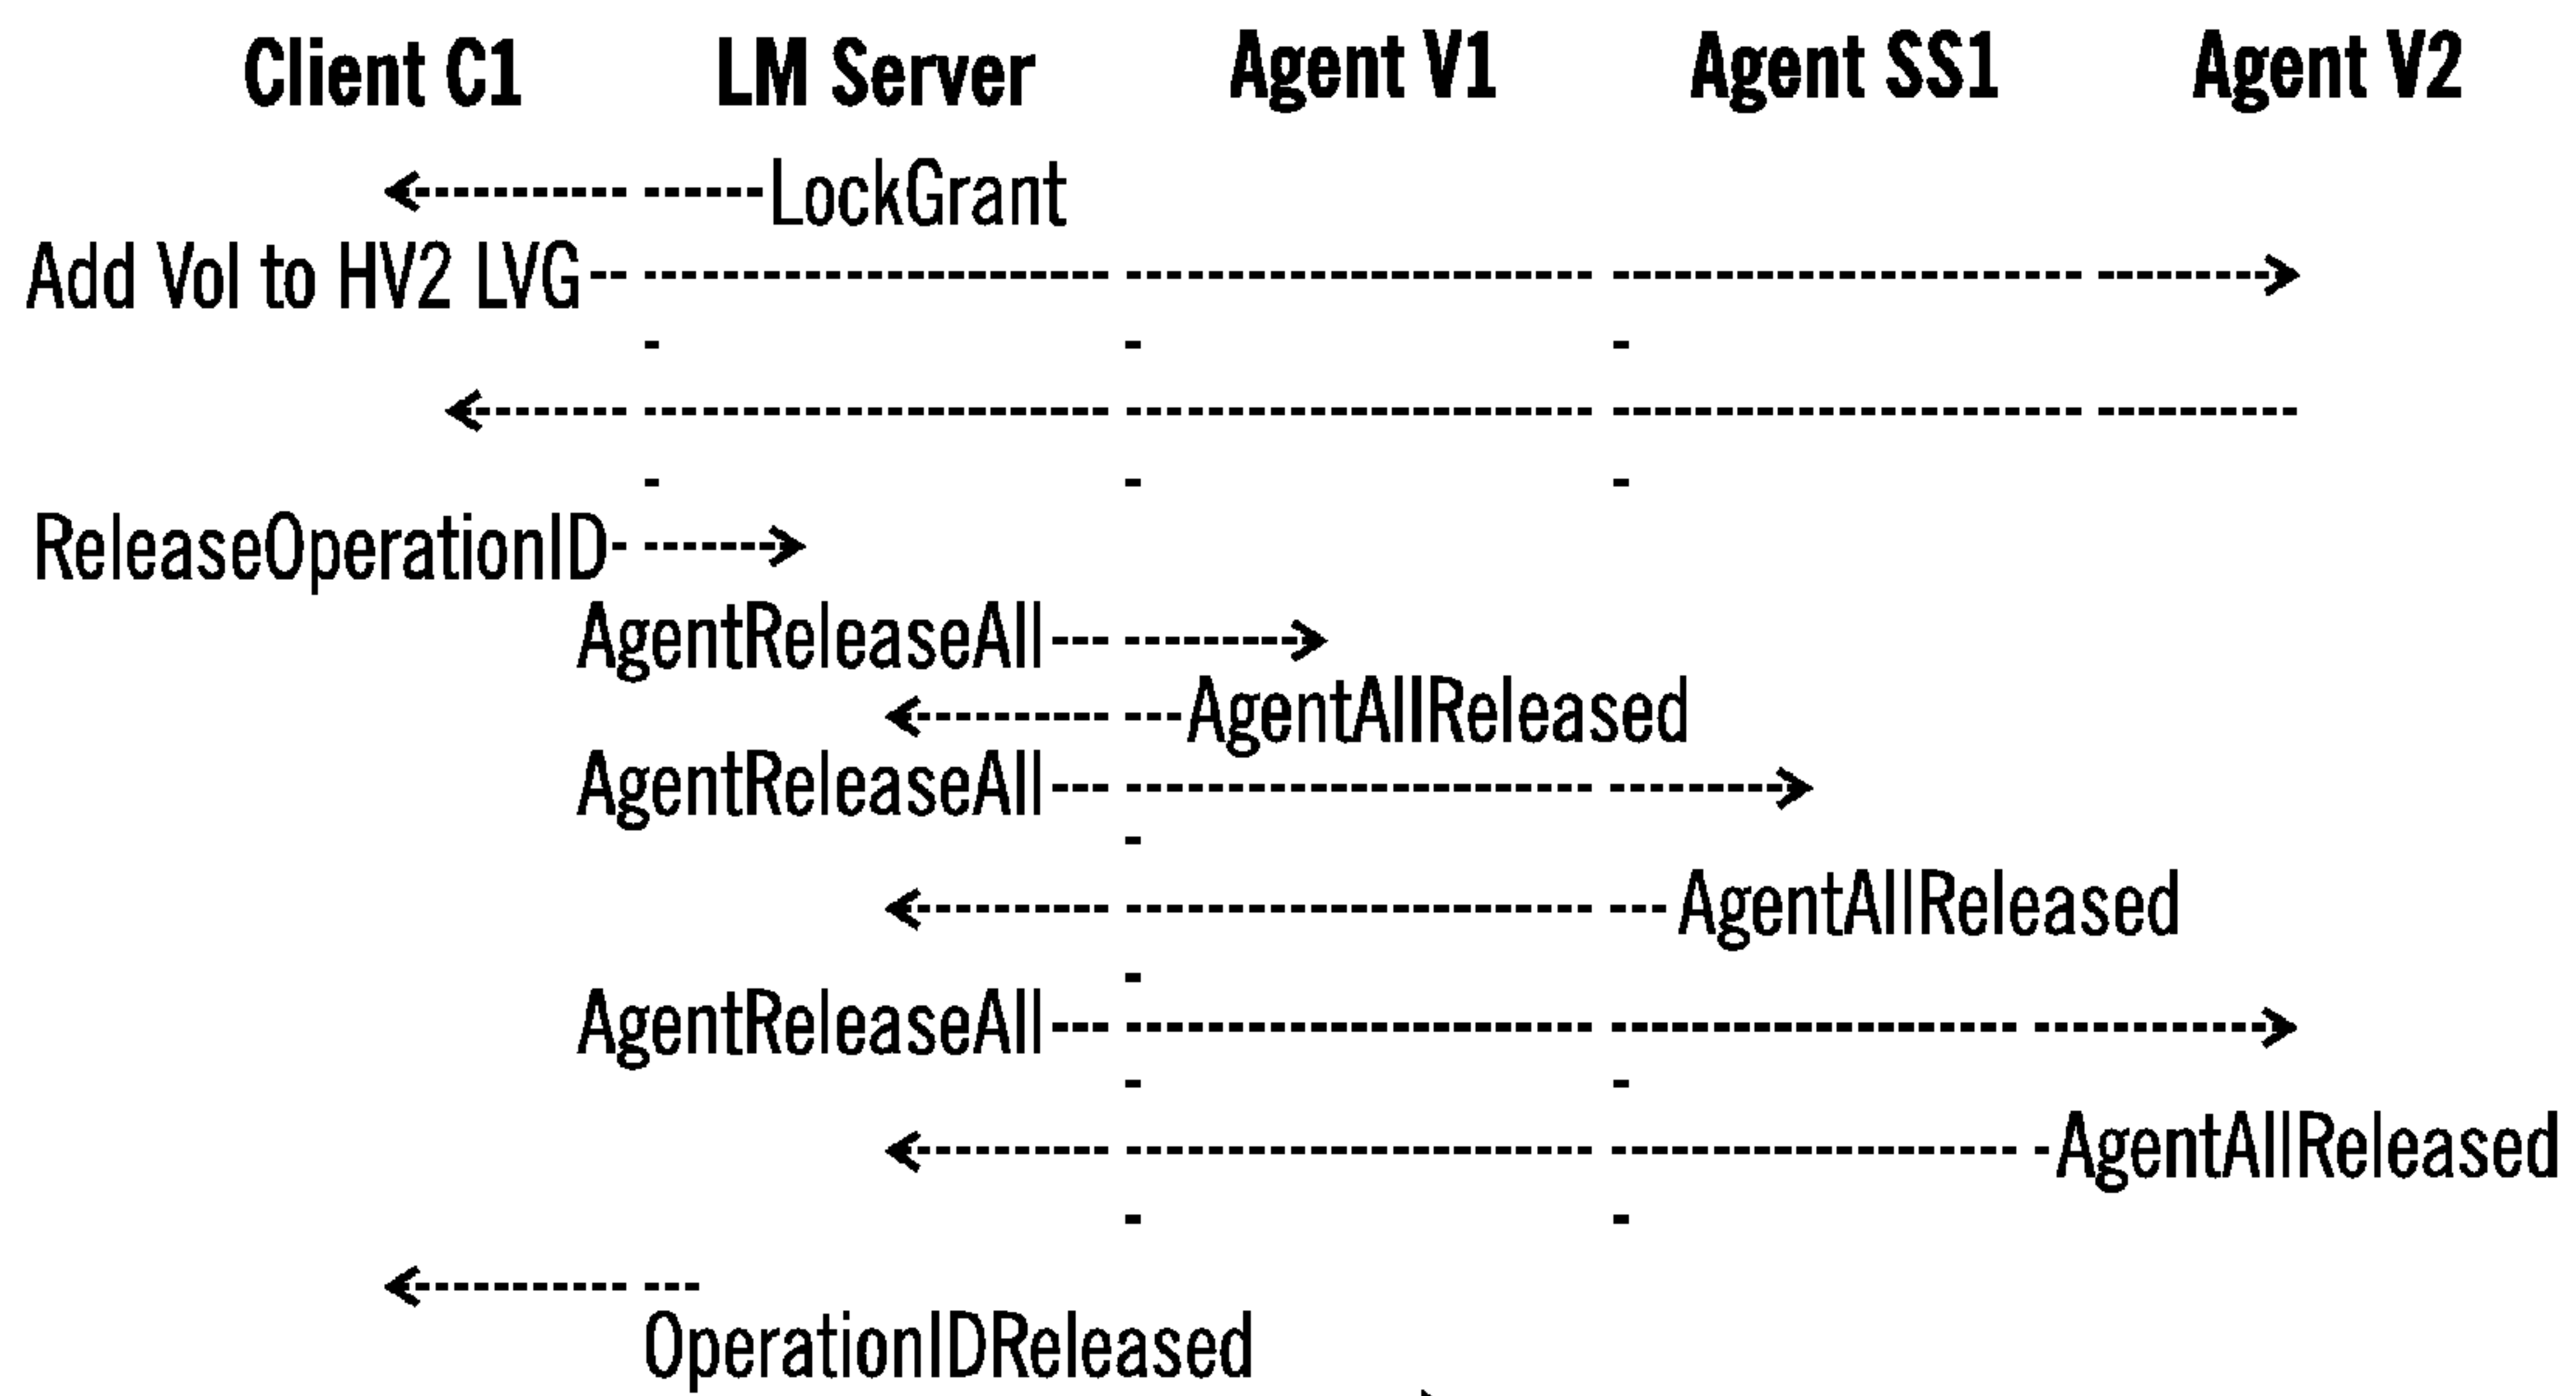 Client C1 LM Server Agent V1 Agent SS1 Agent V2
LockGrant
Add Vol to HV2 LVG
ReleaseOperationID
AgentReleaseAll
AgentAllReleased
AgentReleaseAll
AgentAllReleased
AgentReleaseAll
AgentAllReleased
OperationIDReleased